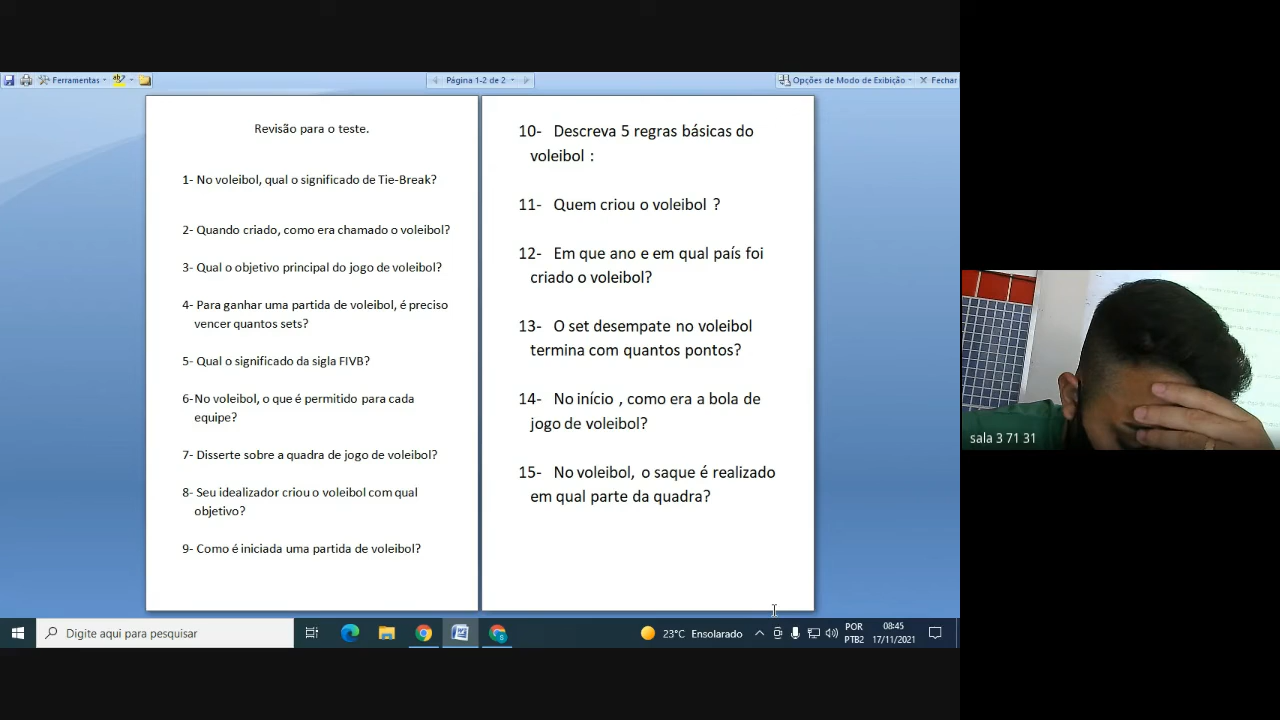 Ferramentas
Página 1-2 de 2
Opções de Modo de Exibição
Fechar
Revisão para o teste.
1- No voleibol, qual o significado de Tie-Break?
2- Quando criado, como era chamado o voleibol?
3- Qual o objetivo principal do jogo de voleibol?
4- Para ganhar uma partida de voleibol, é preciso
vencer quantos sets?
5- Qual o significado da sigla FIVB?
6-No voleibol, o que é permitido para cada
equipe?
7- Disserte sobre a quadra de jogo de voleibol?
8- Seu idealizador criou o voleibol com qual
objetivo?
9- Como é iniciada uma partida de voleibol?
10- Descreva 5 regras básicas do
voleibol :
11- Quem criou o voleibol ?
12- Em que ano e em qual país foi
criado o voleibol?
13- O set desempate no voleibol
termina com quantos pontos?
14- No início , como era a bola de
jogo de voleibol?
15- No voleibol, o saque é realizado
em qual parte da quadra?
sala 3 71 31
Digite aqui para pesquisar
23°C Ensolarado
POR
PTB2
08:45
17/11/2021